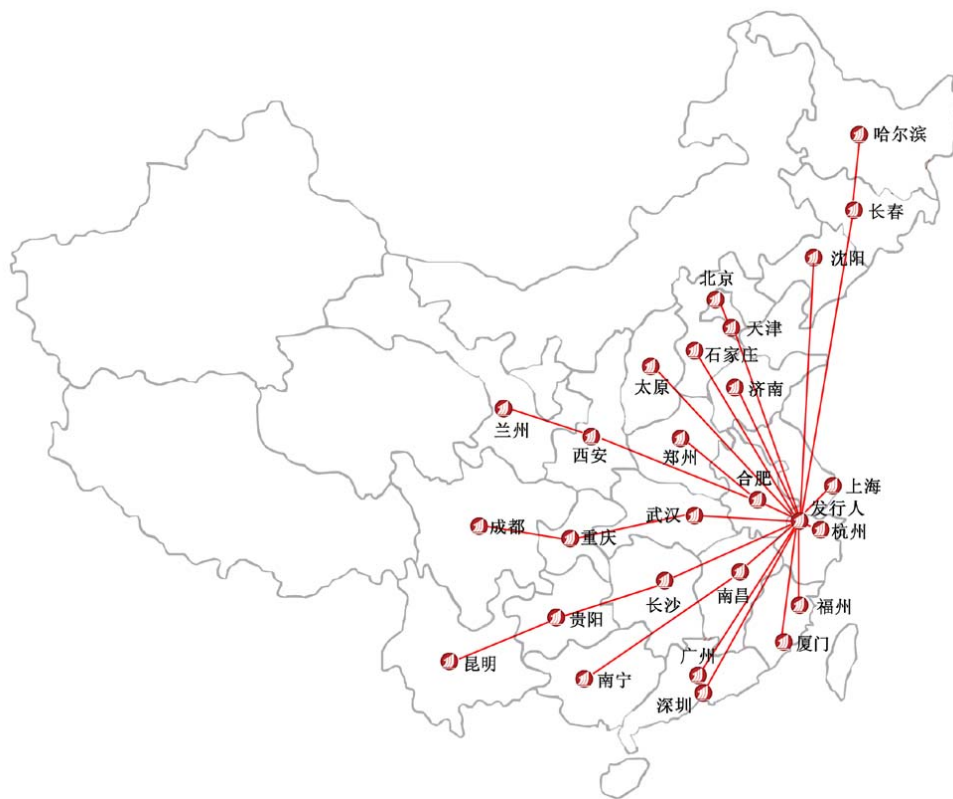 哈尔滨
长春
沈阳
北京
天津
石家庄
太原
济南
兰州
西安
郑州
合肥
上海
发行人
杭州
武汉
成都
重庆
长沙
南昌
福州
贵阳
厦门
广州
昆明
南宁
深圳